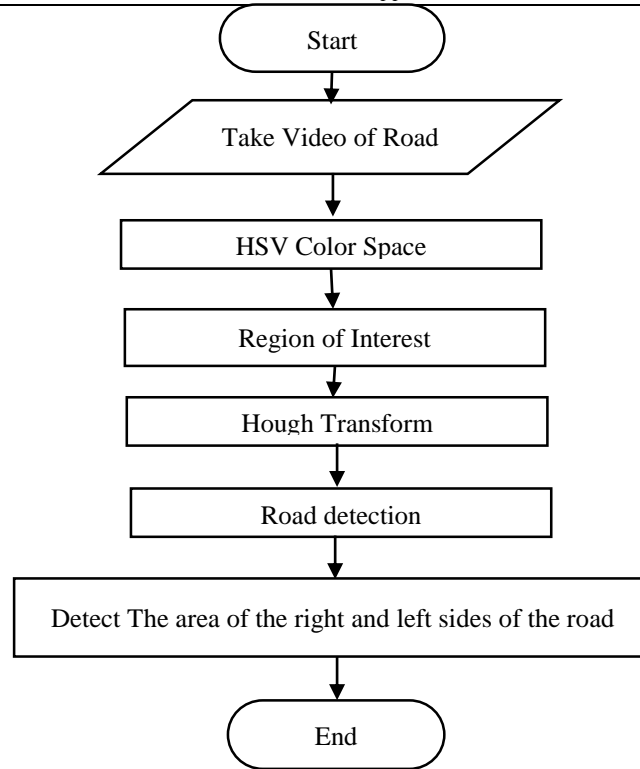 Start
Take Video of Road
HSV Color Space
Region of Interest
Hough Transform
Road detection
Detect The area of the right and left sides of the road
End